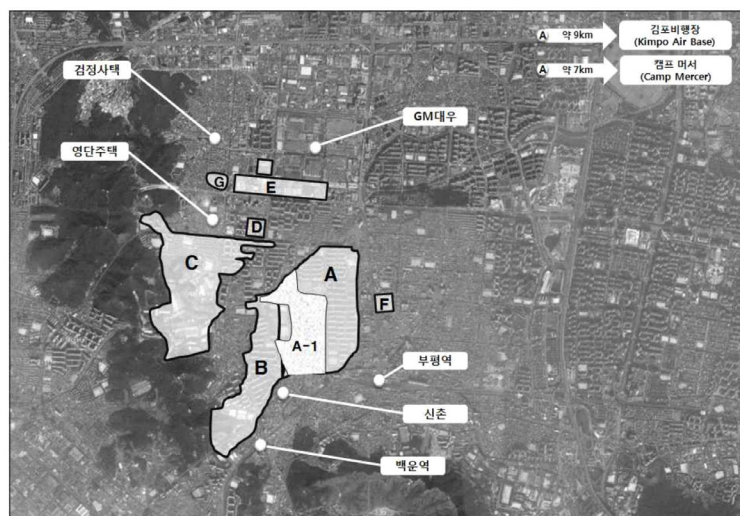 A 약 9km
김포비행장
(Kimpo Air Base)
A 약 7km
캠프 머서
(Camp Mercer)
검정사택
GM대우
영단주택
G
E
D
C
A
F
A-1
B
부평역
신촌
백운역